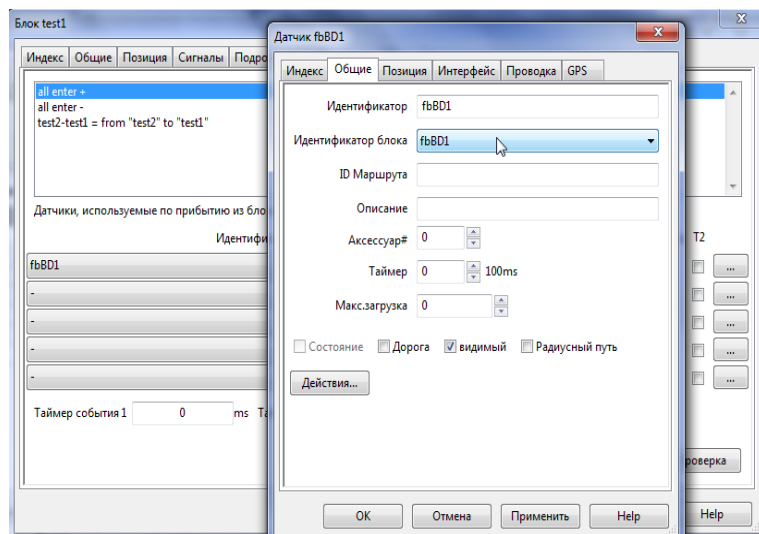 Блок test1
Индекс Общие Позиция Сигналы Подро
all enter +
all enter -
test2-test1 = from "test2" to "test1"
Датчики, используемые по прибытию из бло
Идентифи
fbBD1
-
-
-
-
Таймер события 1 0 ms Та
T2
...
...
...
...
...
роверка
Help
Датчик fbBD1
Индекс Общие Позиция Интерфейс Проводка GPS
Идентификатор fbBD1
Идентификатор блока fbBD1
ID Маршрута
Описание
Аксессуар# 0
Таймер 0 100ms
Макс.загрузка 0
Состояние Дорога видимый Радиусный путь
Действия...
OK Отмена Применить Help